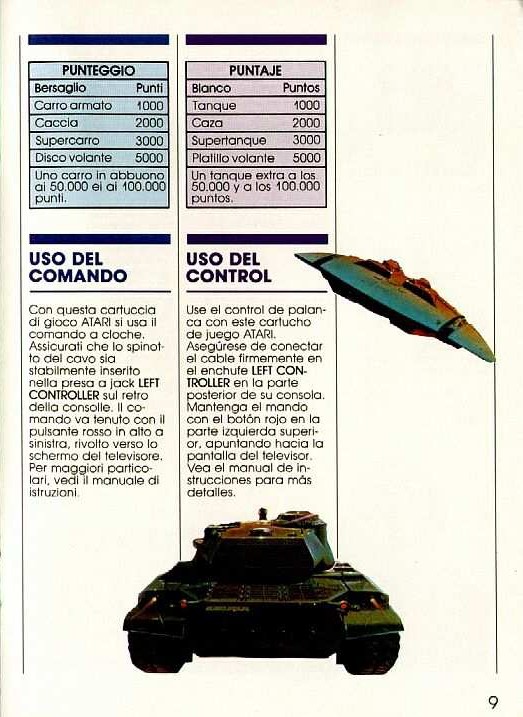 PUNTEGGIO
Bersaglio Punti
Carro armato 1000
Caccia 2000
Supercarro 3000
Disco volante 5000
Uno carro in abbuono
ai 50.000 ei ai 100.000
punti.
USO DEL
COMANDO
Con questa cartuccia
di gioco ATARI si usa il
comando a cloche.
Assicurati che lo spinot-
to del cavo sia
stabilmente inserito
nella presa a jack LEFT
CONTROLLER sul retro
della consolle. Il co-
mando va tenuto con il
pulsante rosso in alto a
sinistra, rivolto verso lo
schermo del televisore.
Per maggiori partico-
lari, vedi il manuale di
istruzioni.
PUNTAJE
Blanco Puntos
Tanque 1000
Caza 2000
Supertanque 3000
Platillo volante 5000
Un tanque extra a los
50.000 y a los 100.000
puntos.
USO DEL
CONTROL
Use el control de palan-
ca con este cartucho
de juego ATARI.
Asegúrese de conectar
el cable firmemente en
el enchufe LEFT CON-
TROLLER en la parte
posterior de su consola.
Mantenga el mando
con el botón rojo en la
parte izquierda superi-
or, apuntando hacia la
pantalla del televisor.
Vea el manual de in-
strucciones para más
detalles.
9